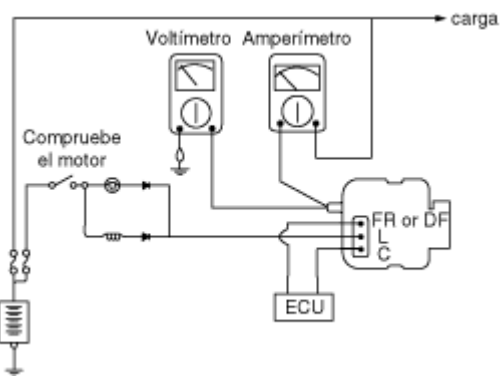 carga
Voltímetro Amperímetro
Compruebe
el motor
FR or DF
L
C
ECU